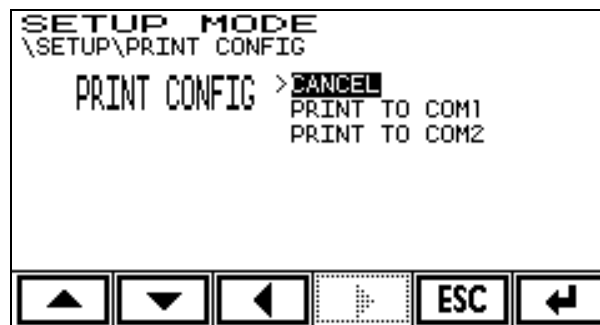 SETUP MODE
\SETUP\PRINT CONFIG
PRINT CONFIG >CANCEL
PRINT TO COM1
PRINT TO COM2
ESC